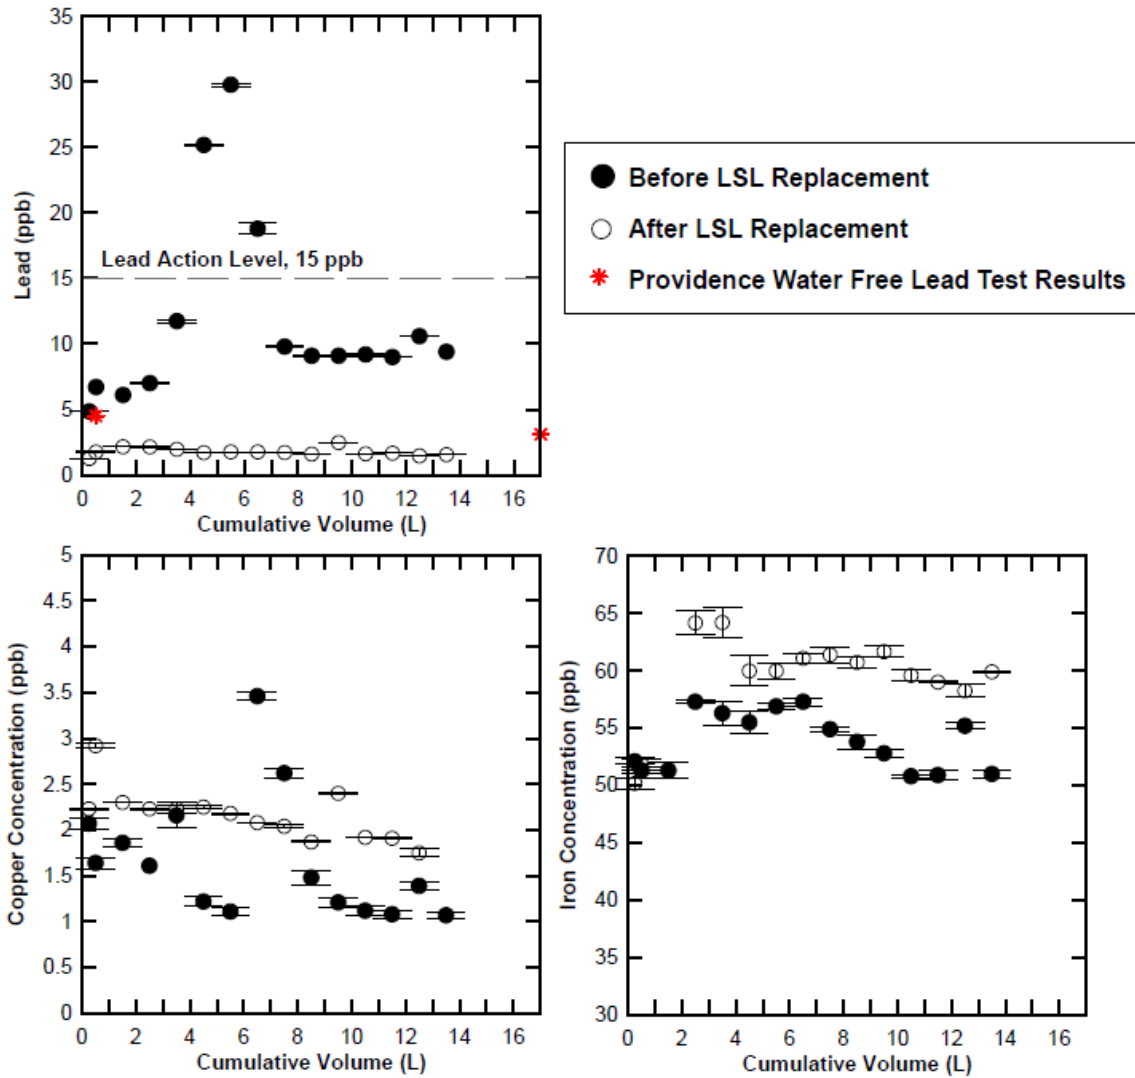 35
30
25
20
15
10
5
0
Lead (ppb)
Lead Action Level, 15 ppb
0 2 4 6 8 10 12 14 16
Cumulative Volume (L)
Before LSL Replacement
After LSL Replacement
Providence Water Free Lead Test Results
5
4.5
4
3.5
3
2.5
2
1.5
1
0.5
0
Copper Concentration (ppb)
0 2 4 6 8 10 12 14 16
Cumulative Volume (L)
70
65
60
55
50
45
40
35
30
Iron Concentration (ppb)
0 2 4 6 8 10 12 14 16
Cumulative Volume (L)